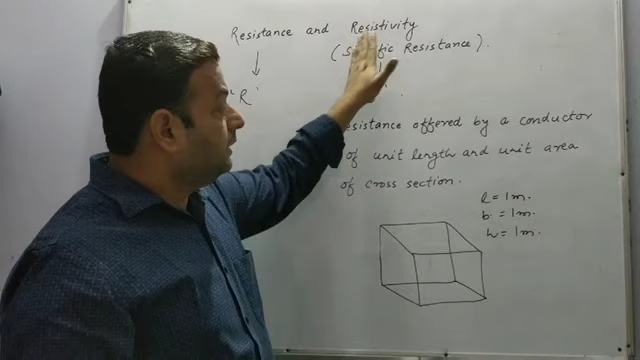 Resistance and Resistivity
( Resistance).
'R'
esistance offered by a conductor
of unit length and unit area
of cross section.
l = 1m.
b = 1m.
h = 1m.